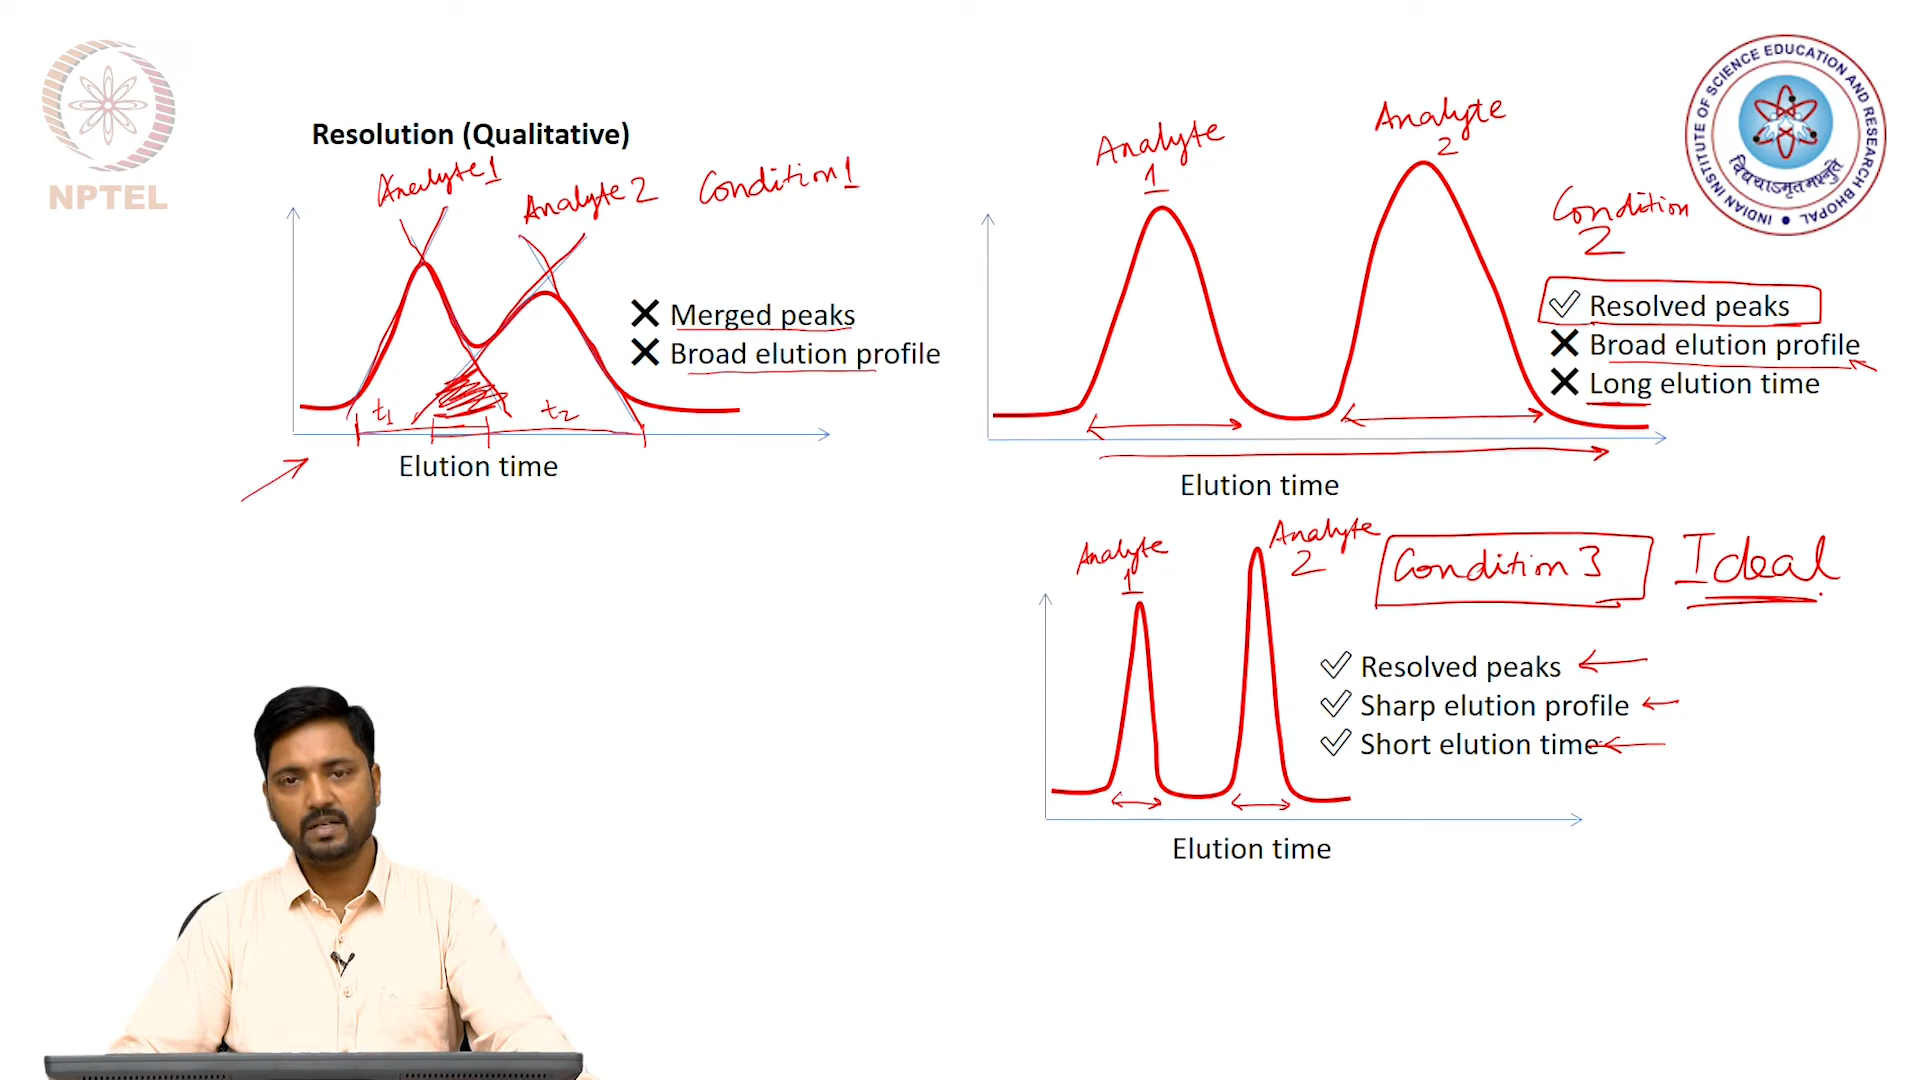 NPTEL
INDIAN INSTITUTE OF SCIENCE EDUCATION AND RESEARCH BHOPAL
विद्ययाऽमृतमश्नुते
Resolution (Qualitative)
Analyte 1
Analyte 2
Condition 1
✕ Merged peaks
✕ Broad elution profile
t1
t2
Elution time
Analyte
1
Analyte
2
Condition
2
✓ Resolved peaks
✕ Broad elution profile
✕ Long elution time
Elution time
Analyte
1
Analyte
2
Condition 3
Ideal
✓ Resolved peaks
✓ Sharp elution profile
✓ Short elution time
Elution time